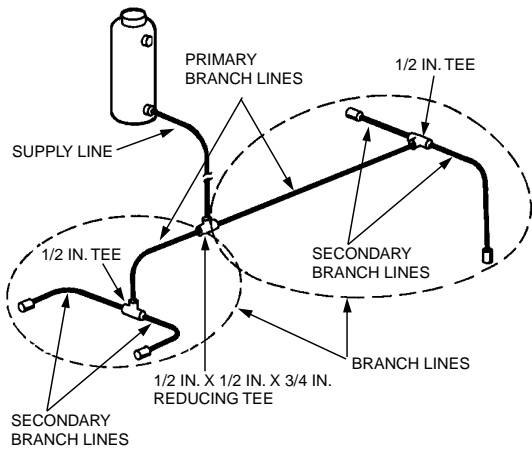 PRIMARY
BRANCH LINES
1/2 IN. TEE
SUPPLY LINE
1/2 IN. TEE
SECONDARY
BRANCH LINES
BRANCH LINES
1/2 IN. X 1/2 IN. X 3/4 IN.
REDUCING TEE
SECONDARY
BRANCH LINES